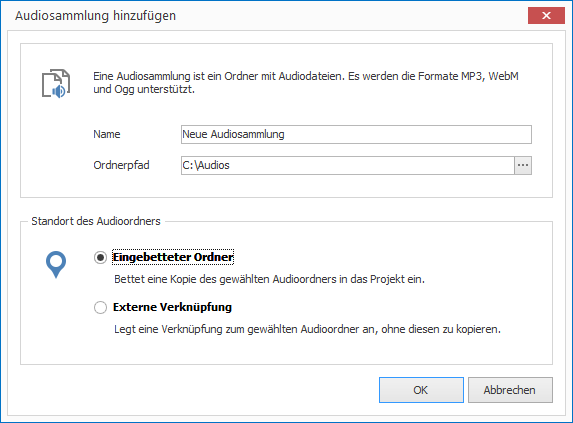 Audiosammlung hinzufügen
Eine Audiosammlung ist ein Ordner mit Audiodateien. Es werden die Formate MP3, WebM
und Ogg unterstützt.
Name
Neue Audiosammlung
Ordnerpfad
C:\Audios
...
Standort des Audioordners
Eingebetteter Ordner
Bettet eine Kopie des gewählten Audioordners in das Projekt ein.
Externe Verknüpfung
Legt eine Verknüpfung zum gewählten Audioordner an, ohne diesen zu kopieren.
OK
Abbrechen